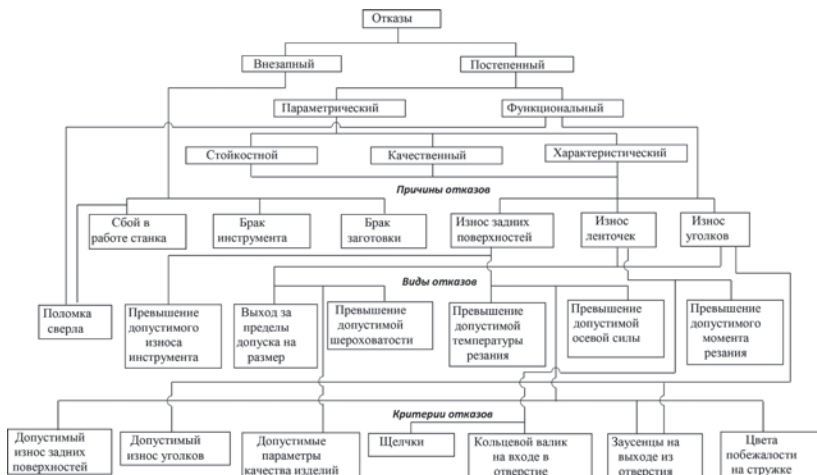 Отказы
Внезапный
Постепенный
Параметрический
Функциональный
Стойкостной
Качественный
Характеристический
Причины отказов
Сбой в
работе станка
Брак
инструмента
Брак
заготовки
Износ задних
поверхностей
Износ
ленточек
Износ
уголков
Виды отказов
Поломка
сверла
Превышение
допустимого
износа
инструмента
Выход за
пределы
допуска на
размер
Превышение
допустимой
шероховатости
Превышение
допустимой
температуры
резания
Превышение
допустимой
осевой силы
Превышение
допустимого
момента
резания
Критерии отказов
Допустимый
износ задних
поверхностей
Допустимый
износ уголков
Допустимые
параметры
качества изделий
Щелчки
Кольцевой валик
на входе в
отверстие
Заусенцы на
выходе из
отверстия
Цвета
побежалости
на стружке